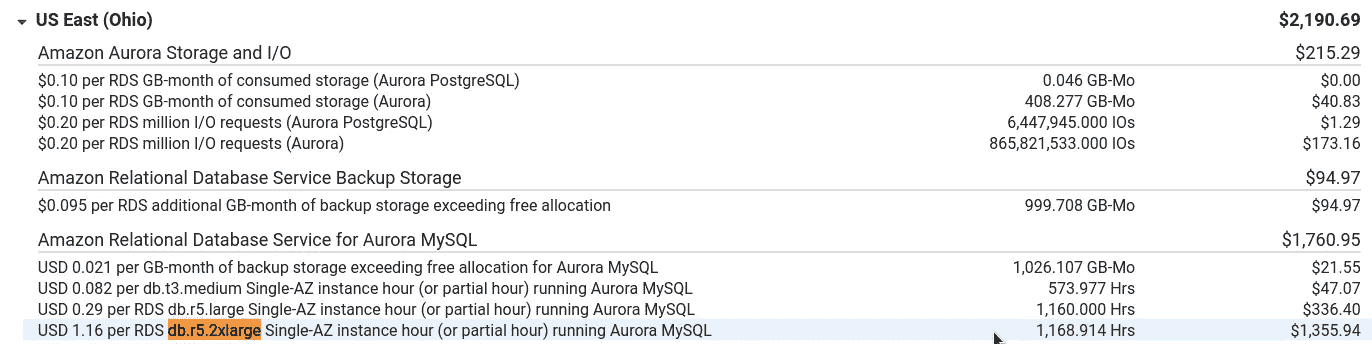 US East (Ohio) $2,190.69
Amazon Aurora Storage and I/O $215.29
$0.10 per RDS GB-month of consumed storage (Aurora PostgreSQL) 0.046 GB-Mo $0.00
$0.10 per RDS GB-month of consumed storage (Aurora) 408.277 GB-Mo $40.83
$0.20 per RDS million I/O requests (Aurora PostgreSQL) 6,447,945.000 IOs $1.29
$0.20 per RDS million I/O requests (Aurora) 865,821,533.000 IOs $173.16
Amazon Relational Database Service Backup Storage $94.97
$0.095 per RDS additional GB-month of backup storage exceeding free allocation 999.708 GB-Mo $94.97
Amazon Relational Database Service for Aurora MySQL $1,760.95
USD 0.021 per GB-month of backup storage exceeding free allocation for Aurora MySQL 1,026.107 GB-Mo $21.55
USD 0.082 per db.t3.medium Single-AZ instance hour (or partial hour) running Aurora MySQL 573.977 Hrs $47.07
USD 0.29 per RDS db.r5.large Single-AZ instance hour (or partial hour) running Aurora MySQL 1,160.000 Hrs $336.40
USD 1.16 per RDS db.r5.2xlarge Single-AZ instance hour (or partial hour) running Aurora MySQL 1,168.914 Hrs $1,355.94